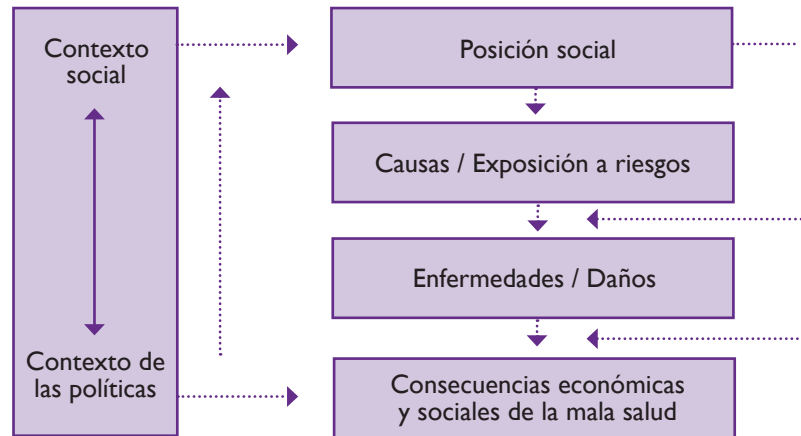 Contexto
social
Contexto de
las políticas
Posición social
Causas / Exposición a riesgos
Enfermedades / Daños
Consecuencias económicas
y sociales de la mala salud